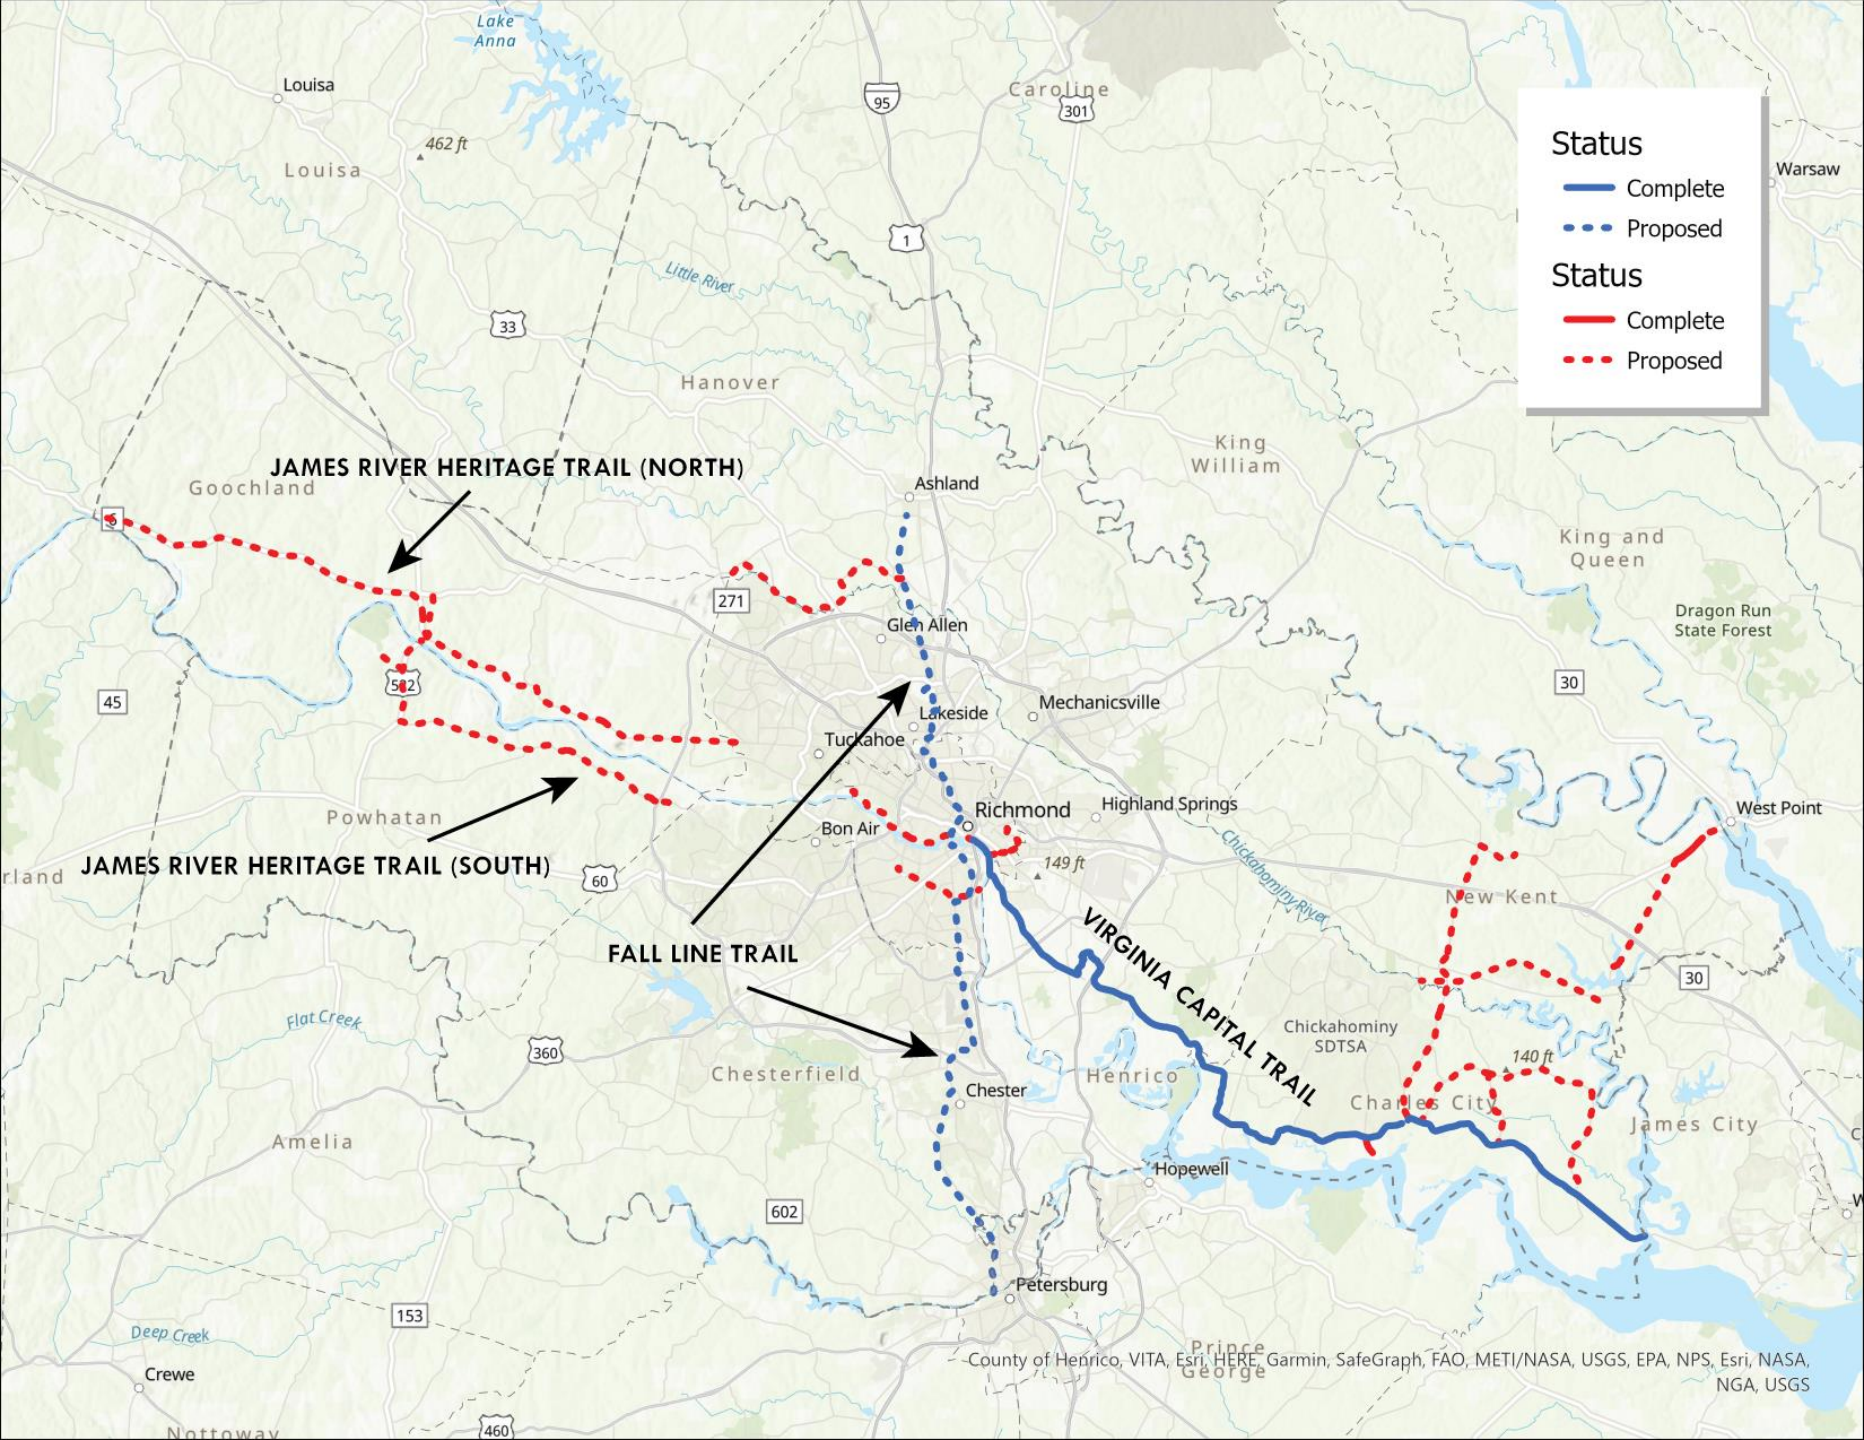 Lake
Anna
Louisa
95
Caroline
301
462 ft
Louisa
Status
Complete
Proposed
Status
Complete
Proposed
Warsaw
1
Little River
33
Hanover
King
William
JAMES RIVER HERITAGE TRAIL (NORTH)
Goochland
Ashland
6
King and
Queen
271
Glen Allen
Dragon Run
State Forest
522
45
30
Mechanicsville
Lakeside
Tuckahoe
Richmond
Highland Springs
West Point
Powhatan
Bon Air
JAMES RIVER HERITAGE TRAIL (SOUTH)
rland
60
149 ft
Chickahominy River
New Kent
FALL LINE TRAIL
VIRGINIA CAPITAL TRAIL
30
Flat Creek
Chickahominy
SDTSA
360
140 ft
Chesterfield
Henrico
Chester
Charles City
James City
C
Amelia
Hopewell
W
602
Petersburg
153
Deep Creek
Prince
George
County of Henrico, VITA, Esri, HERE, Garmin, SafeGraph, FAO, METI/NASA, USGS, EPA, NPS, Esri, NASA,
NGA, USGS
Crewe
460
Nottoway